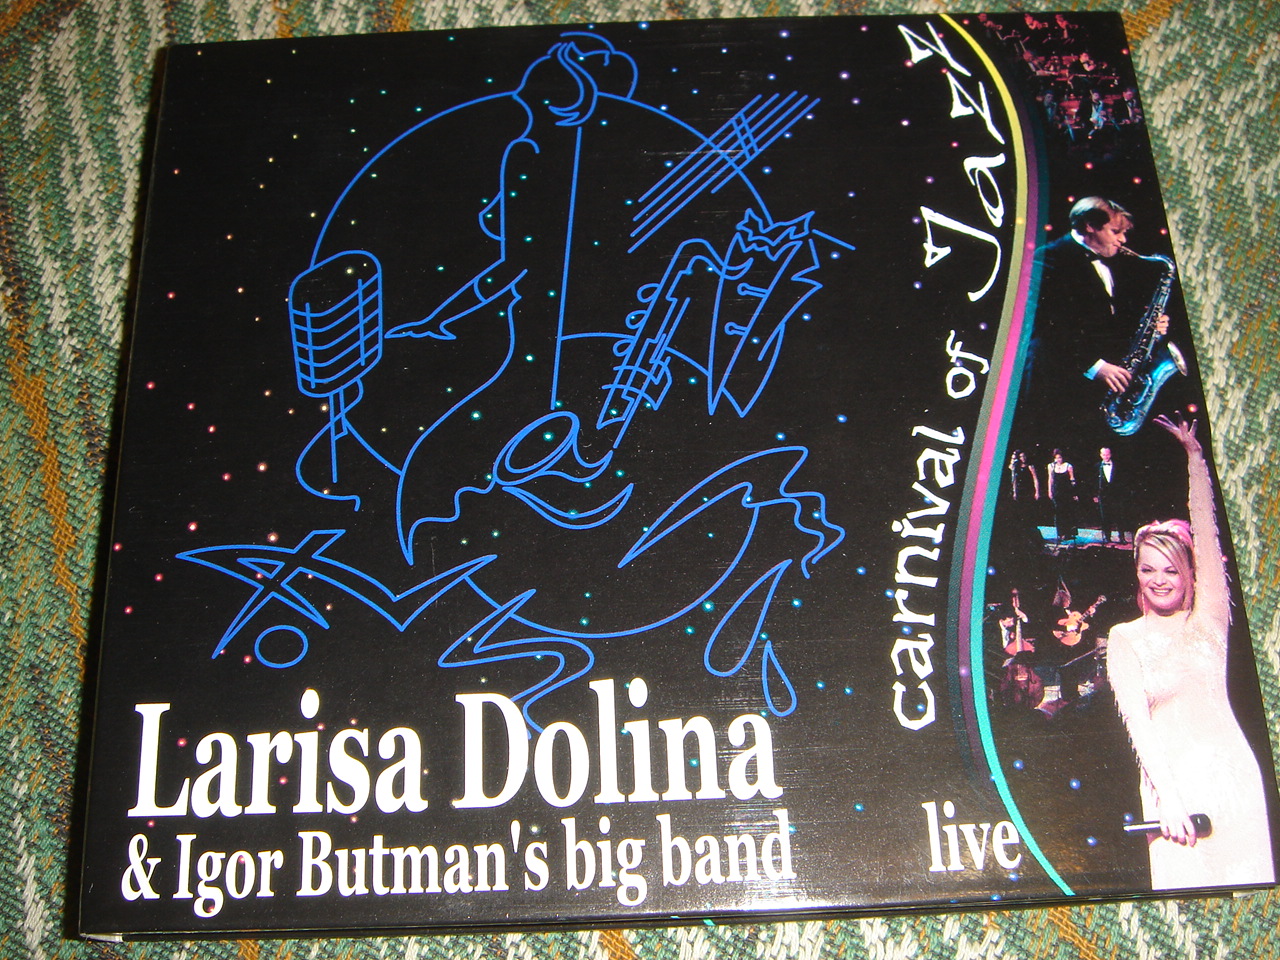 Carnival of Jazz
Larisa Dolina
& Igor Butman's big band
live